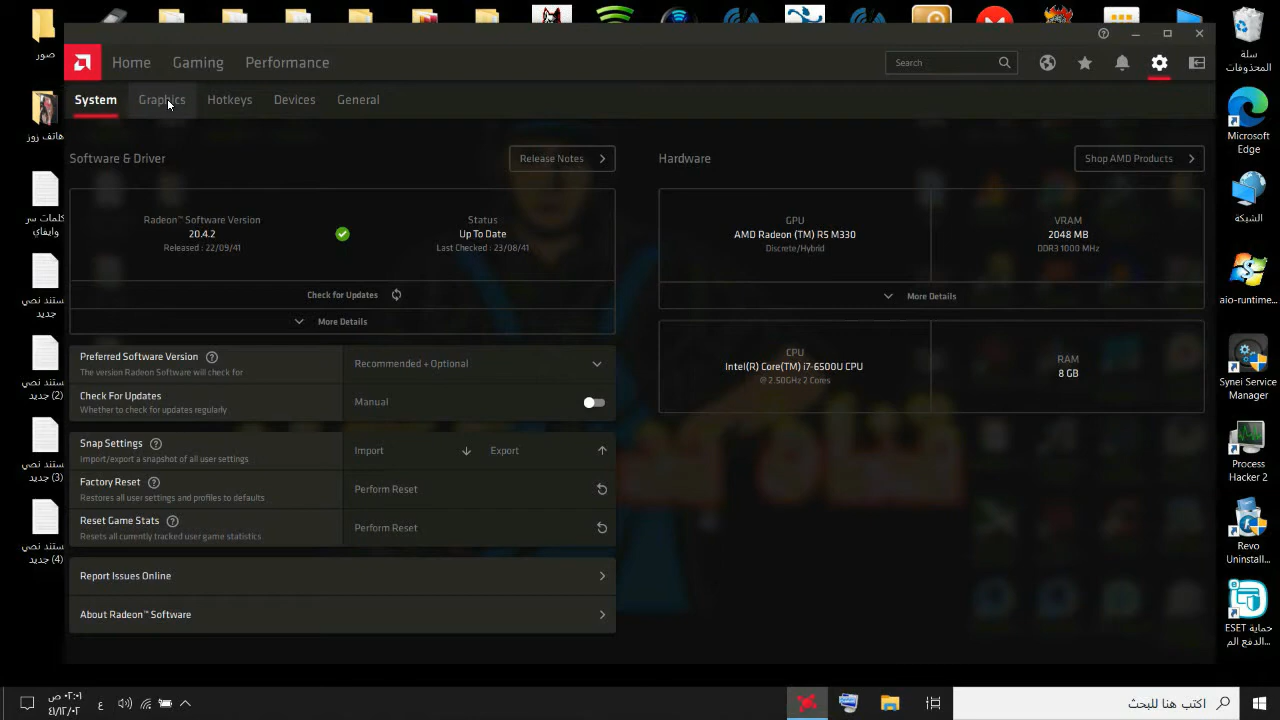 Home
Gaming
Performance
Search
System
Graphics
Hotkeys
Devices
General
Software & Driver
Release Notes
Radeon™ Software Version
20.4.2
Released : 22/09/41
Status
Up To Date
Last Checked : 23/08/41
Check for Updates
More Details
Preferred Software Version
The version Radeon Software will check for
Recommended + Optional
Check For Updates
Whether to check for updates regularly
Manual
Snap Settings
Import/export a snapshot of all user settings
Import
Export
Factory Reset
Restores all user settings and profiles to defaults
Perform Reset
Reset Game Stats
Resets all currently tracked user game statistics
Perform Reset
Report Issues Online
About Radeon™ Software
Hardware
Shop AMD Products
GPU
AMD Radeon (TM) R5 M330
Discrete/Hybrid
VRAM
2048 MB
DDR3 1000 MHz
More Details
CPU
Intel(R) Core(TM) i7-6500U CPU
@ 2.50GHz 2 Cores
RAM
8 GB
صور
هاتف زوز
كلمات سر
وايفاي
مستند نصي
جديد
مستند نصي
جديد (2)
مستند نصي
جديد (3)
مستند نصي
جديد (4)
سلة
المحذوفات
Microsoft
Edge
الشبكة
aio-runtime...
Synei Service
Manager
Process
Hacker 2
Revo
Uninstall...
حماية ESET
الدفع الم...
٠٢:٠١ ص
٤١/١٢/٠٢
ع
اكتب هنا للبحث